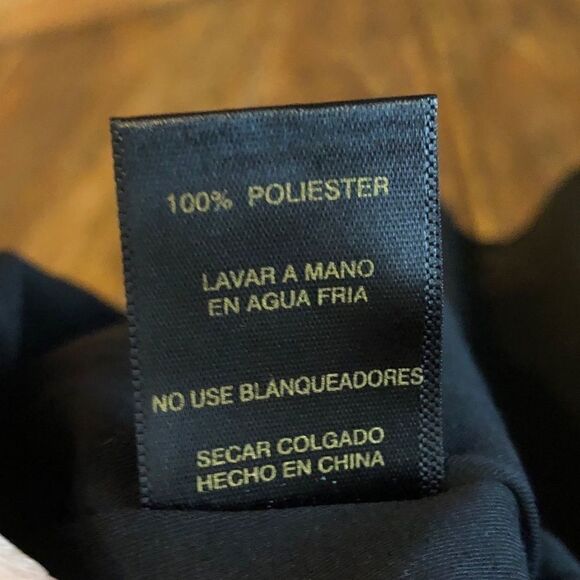 100% POLIESTER
LAVAR A MANO
EN AGUA FRIA
NO USE BLANQUEADORES
SECAR COLGADO
HECHO EN CHINA